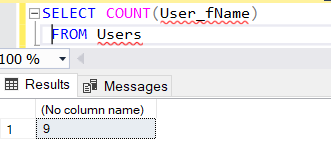 SELECT COUNT(User_fName)
FROM Users
100 %
Results Messages
(No column name)
1 9